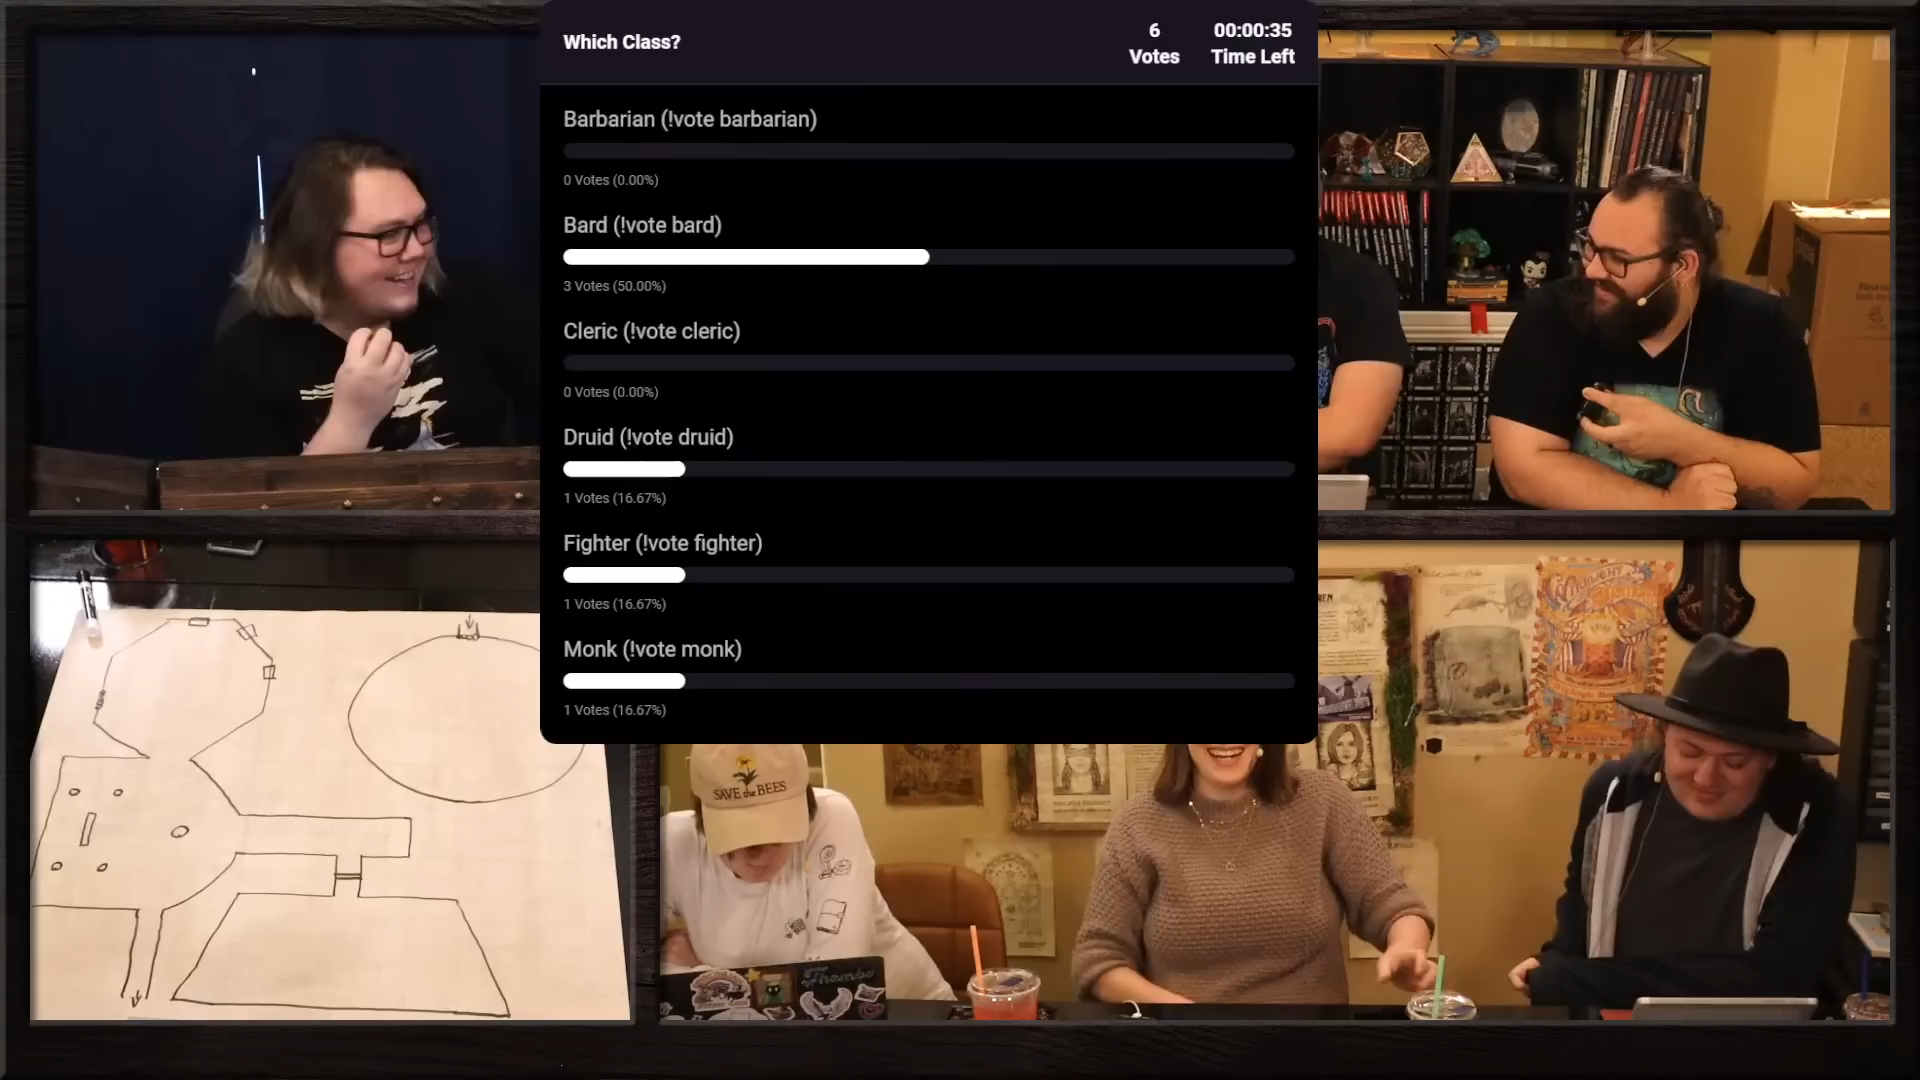 Which Class?
6
Votes
00:00:35
Time Left
Barbarian (!vote barbarian)
0 Votes (0.00%)
Bard (!vote bard)
3 Votes (50.00%)
Cleric (!vote cleric)
0 Votes (0.00%)
Druid (!vote druid)
1 Votes (16.67%)
Fighter (!vote fighter)
1 Votes (16.67%)
Monk (!vote monk)
1 Votes (16.67%)
SAVE the BEES